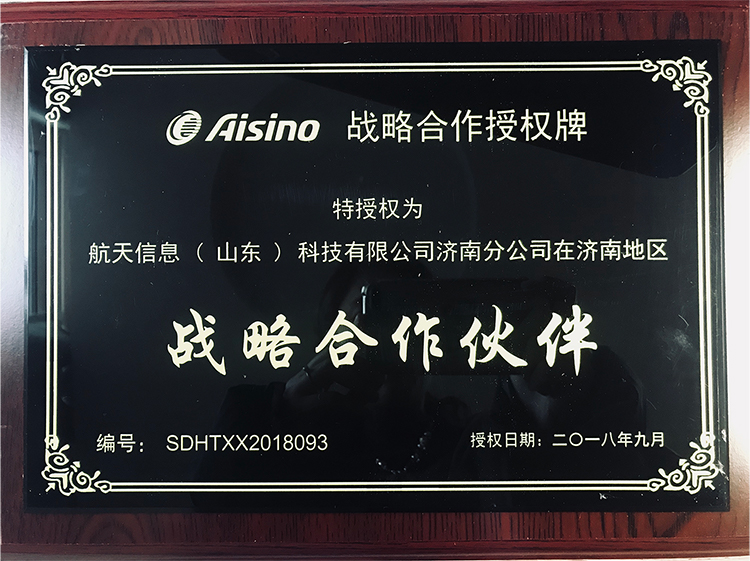 Aisino 战略合作授权牌
特授权为
航天信息（山东）科技有限公司济南分公司在济南地区
战略合作伙伴
编号： SDHTXX2018093 授权日期：二〇一八年九月